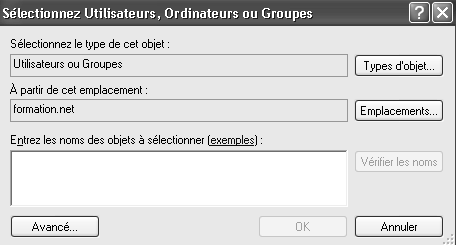 Sélectionnez Utilisateurs, Ordinateurs ou Groupes
Sélectionnez le type de cet objet :
Utilisateurs ou Groupes
Types d'objet...
À partir de cet emplacement :
formation.net
Emplacements...
Entrez les noms des objets à sélectionner (exemples) :
Vérifier les noms
Avancé...
OK
Annuler